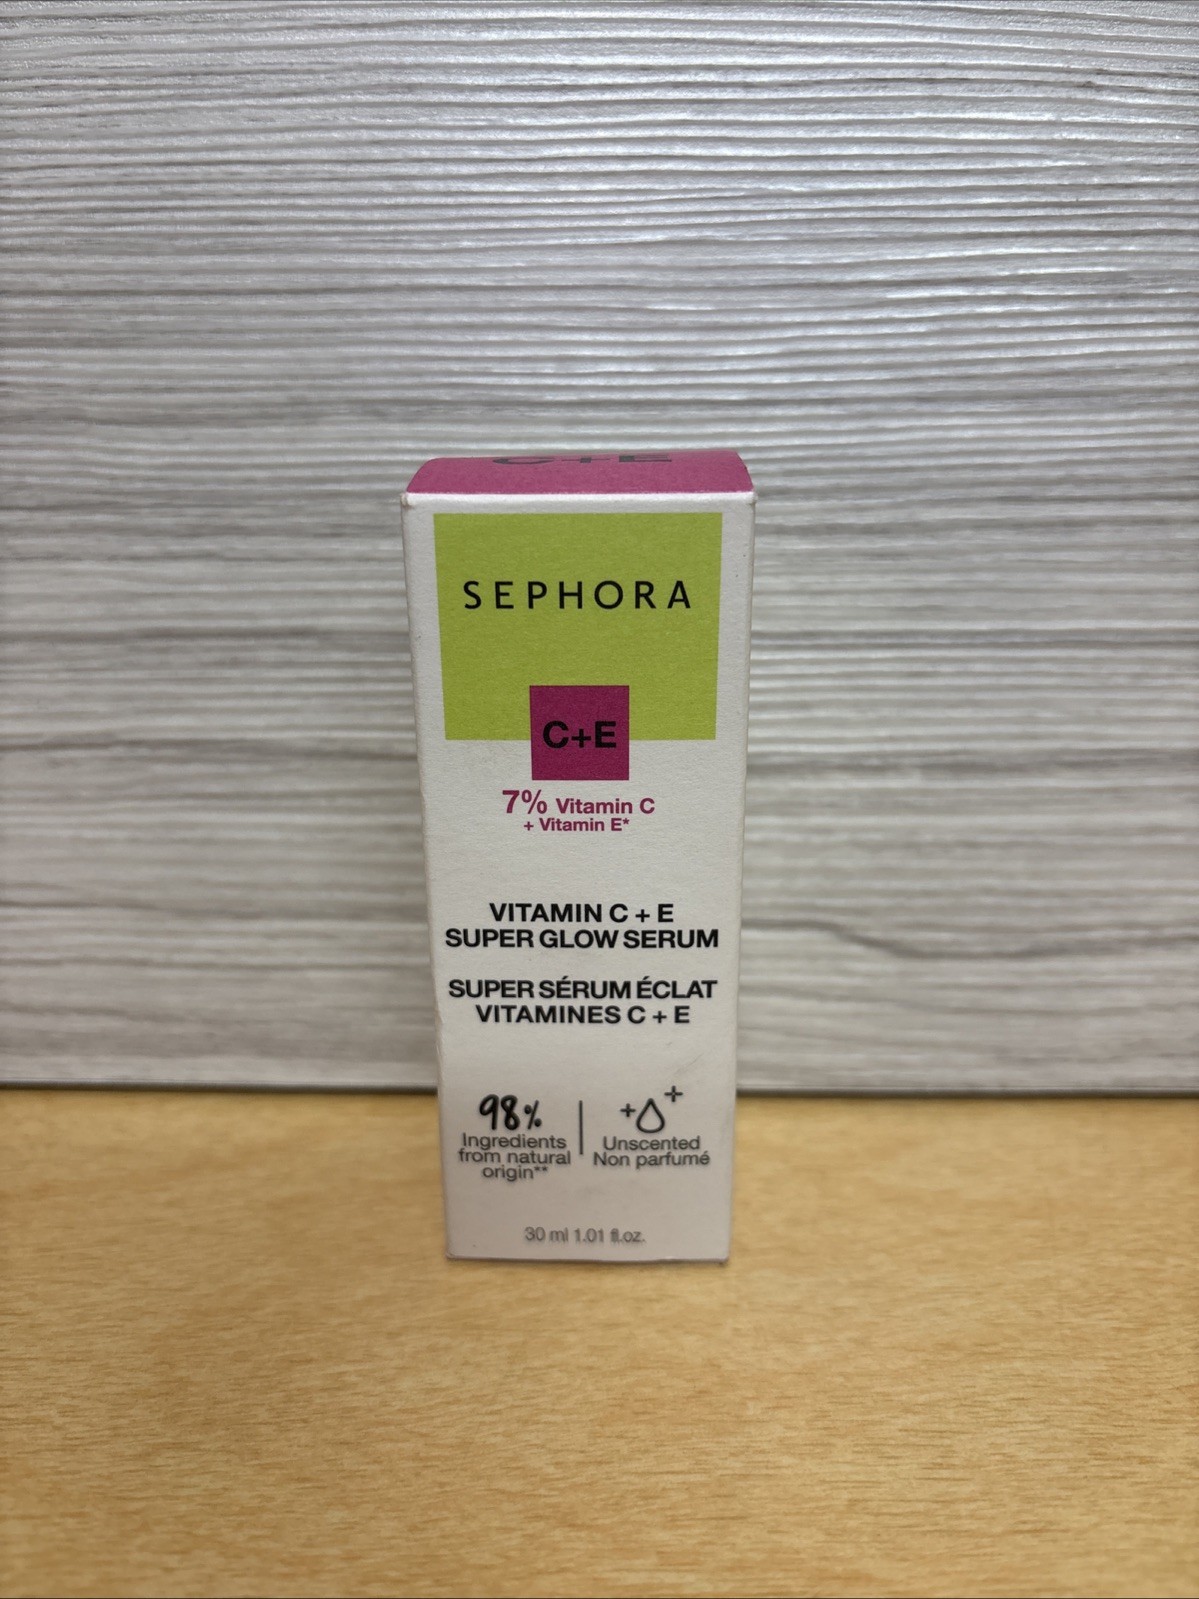 C+E
SEPHORA
C+E
7% Vitamin C
+ Vitamin E*
VITAMIN C + E
SUPER GLOW SERUM
SUPER SÉRUM ÉCLAT
VITAMINES C + E
98%
Ingredients
from natural
origin**
Unscented
Non parfumé
30 ml 1.01 fl.oz.